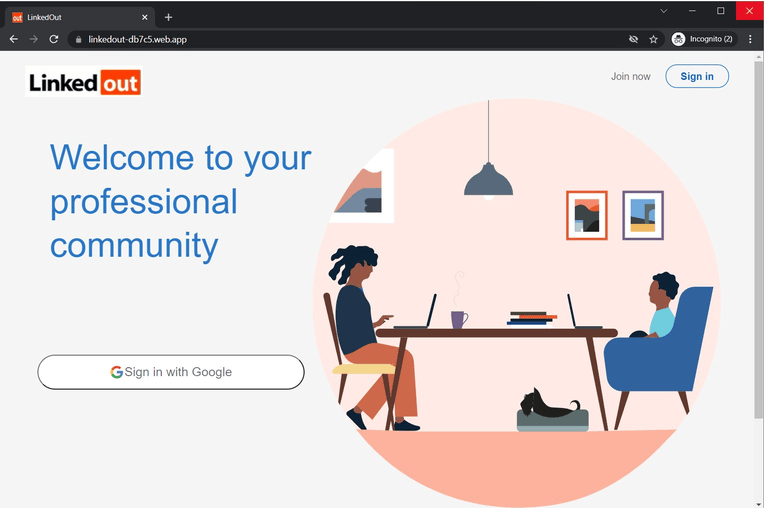 out LinkedOut
linkedout-db7c5.web.app
Incognito (2)
Linked out
Join now
Sign in
Welcome to your
professional
community
Sign in with Google